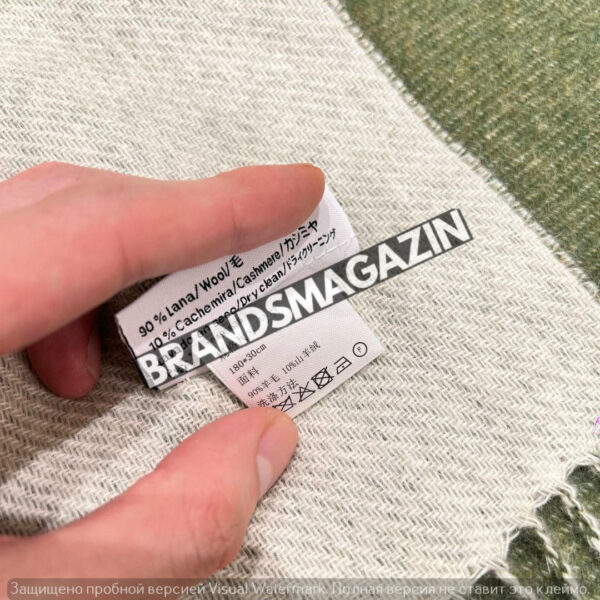 90% Lana/Wool/毛
10% Cachemira/Cashmere/カシミヤ
seco/Dry clean/ドライクリーニング
BRANDSMAGAZIN
180*30cm
面料
90%羊毛 10%山羊绒
洗涤方法
P
Защищено пробной версией Visual Watermark. Полная версия не ставит это клеймо.